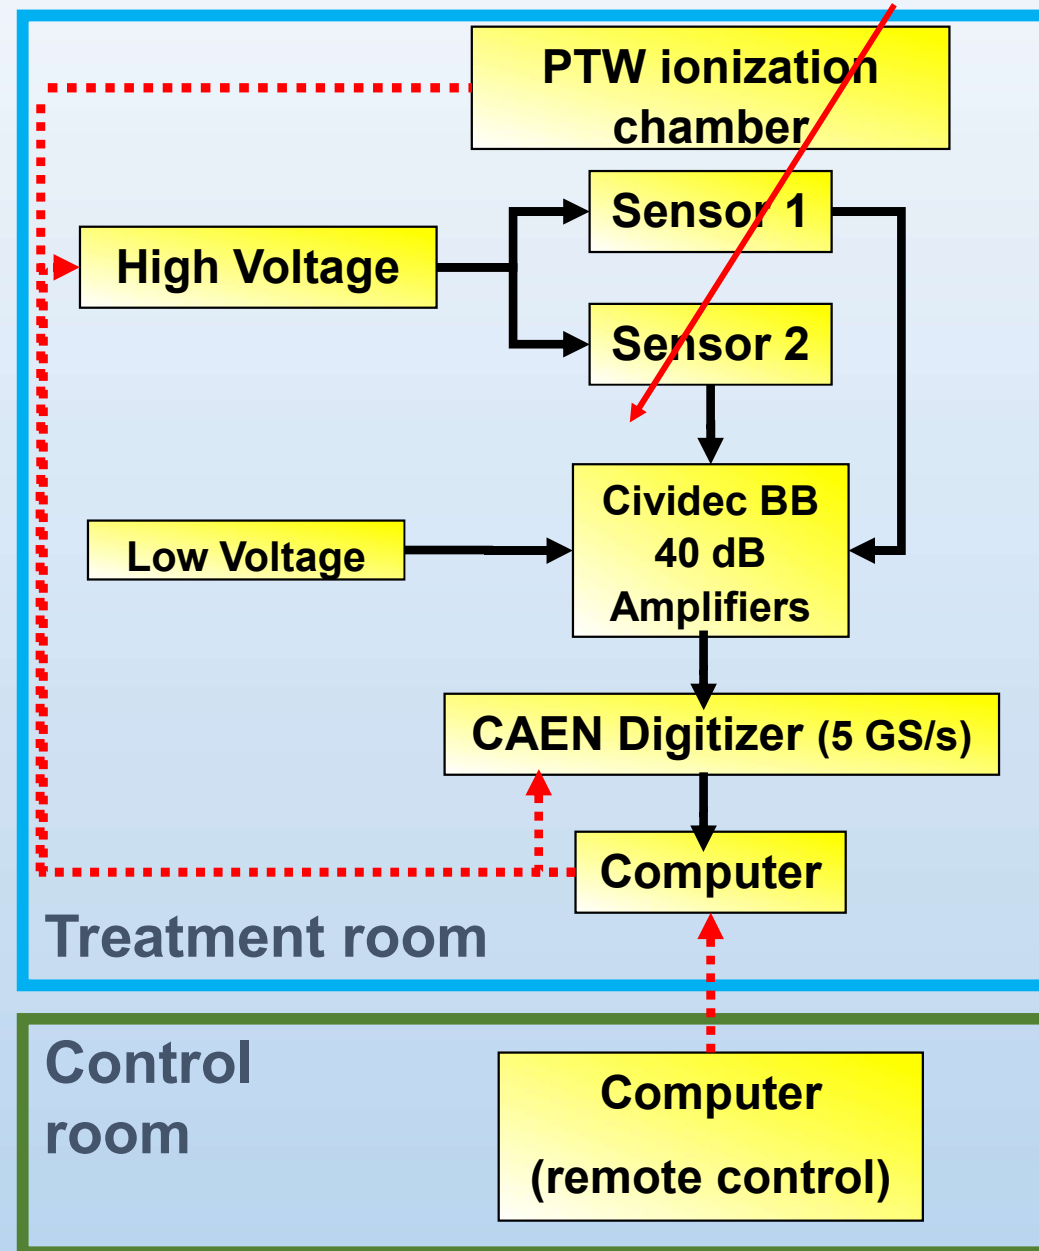 PTW ionization
chamber
Sensor 1
High Voltage
Sensor 2
Cividec BB
40 dB
Amplifiers
Low Voltage
CAEN Digitizer (5 GS/s)
Computer
Treatment room
Control
room
Computer
(remote control)